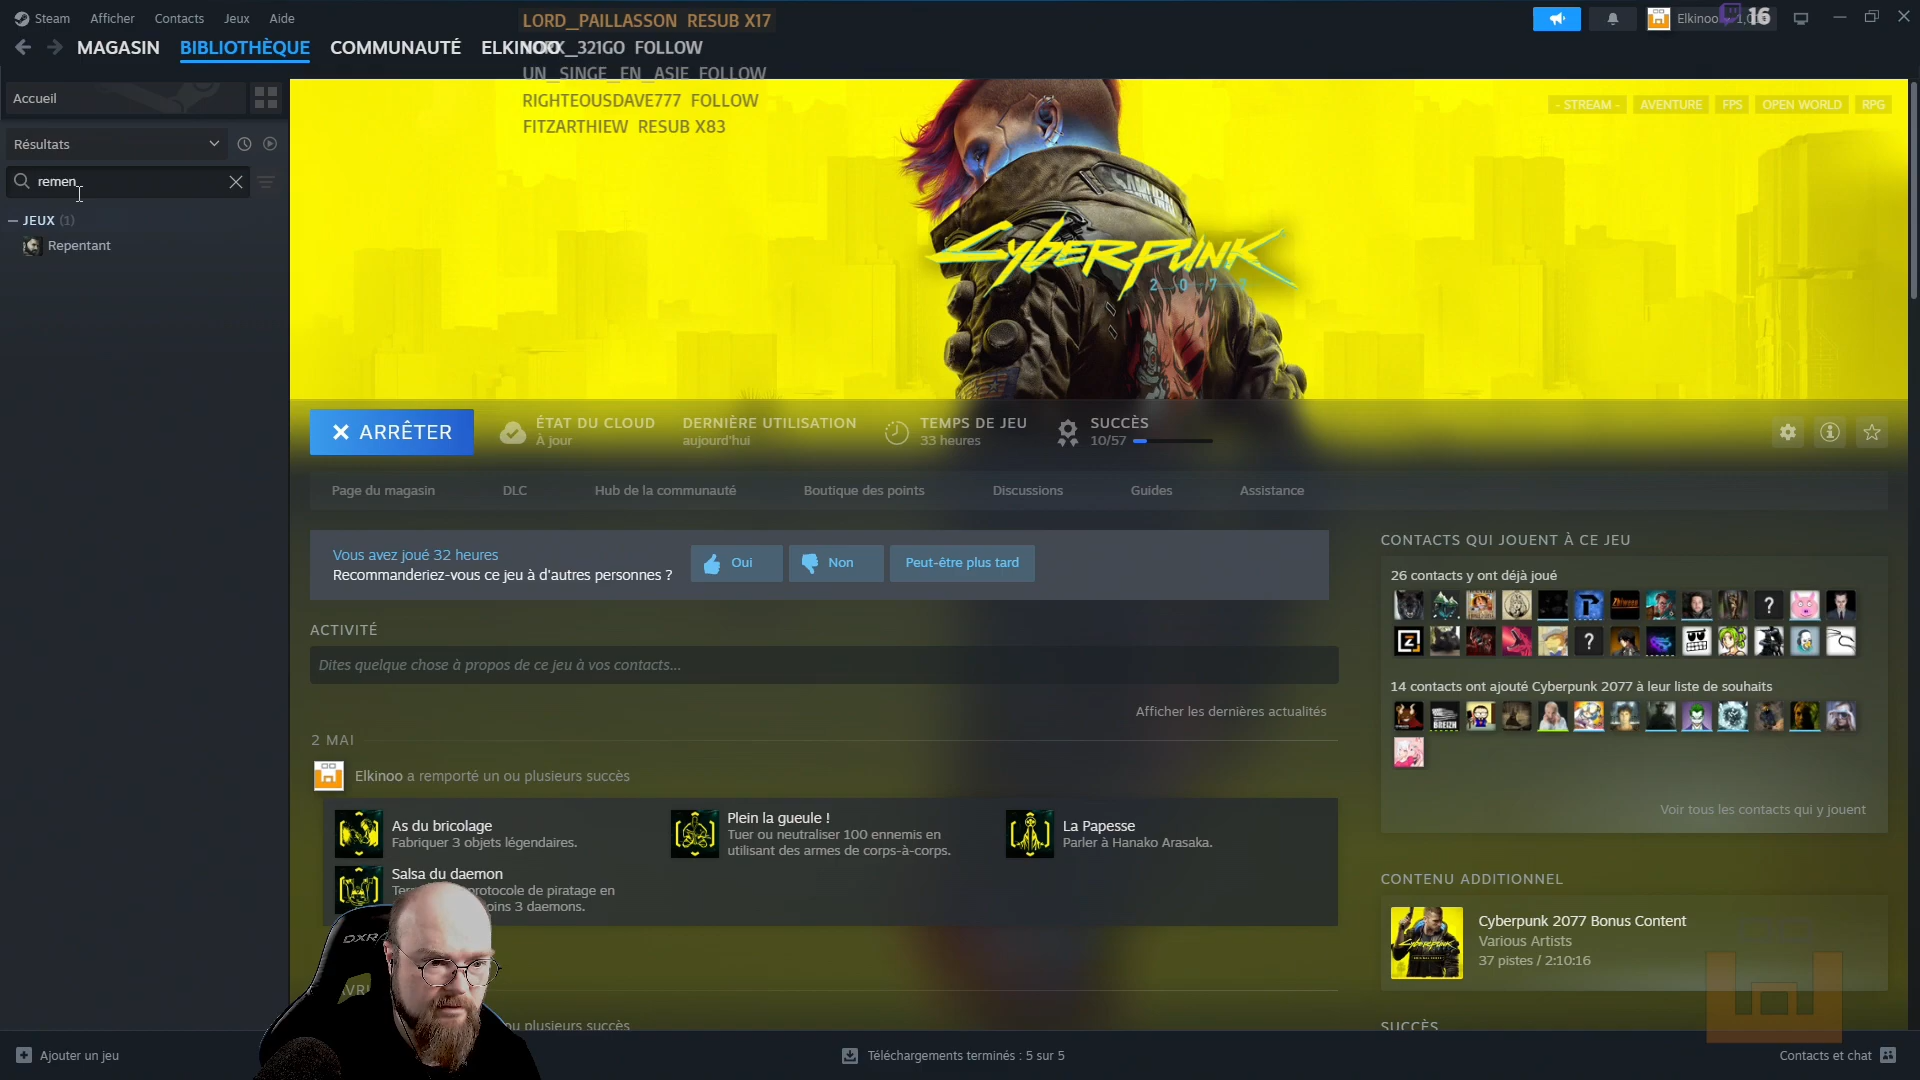 Steam Afficher Contacts Jeux Aide
LORD_PAILLASSON RESUB X17
Elkinoo
16
MAGASIN BIBLIOTHÈQUE COMMUNAUTÉ ELKINOO
_321GO FOLLOW
UN_SINGE_EN_ASIE FOLLOW
RIGHTEOUSDAVE777 FOLLOW
FITZARTHIEW RESUB X83
Accueil
Résultats
remen
JEUX (1)
Repentant
- STREAM - AVENTURE FPS OPEN WORLD RPG
SAMURAI
Cyberpunk
2077
ARRÊTER
ÉTAT DU CLOUD
À jour
DERNIÈRE UTILISATION
aujourd'hui
TEMPS DE JEU
33 heures
SUCCÈS
10/57
Page du magasin DLC Hub de la communauté Boutique des points Discussions Guides Assistance
Vous avez joué 32 heures
Recommanderiez-vous ce jeu à d'autres personnes ?
Oui Non Peut-être plus tard
ACTIVITÉ
Dites quelque chose à propos de ce jeu à vos contacts...
Afficher les dernières actualités
2 MAI
Elkinoo a remporté un ou plusieurs succès
As du bricolage
Fabriquer 3 objets légendaires.
Plein la gueule !
Tuer ou neutraliser 100 ennemis en
utilisant des armes de corps-à-corps.
La Papesse
Parler à Hanako Arasaka.
Salsa du daemon
protocole de piratage en
oins 3 daemons.
DXRA
AVRI
ou plusieurs succès
CONTACTS QUI JOUENT À CE JEU
26 contacts y ont déjà joué
14 contacts ont ajouté Cyberpunk 2077 à leur liste de souhaits
BREIZH
Voir tous les contacts qui y jouent
CONTENU ADDITIONNEL
Cyberpunk 2077 Bonus Content
Various Artists
37 pistes / 2:10:16
SUCCÈS
Ajouter un jeu
Téléchargements terminés : 5 sur 5
Contacts et chat